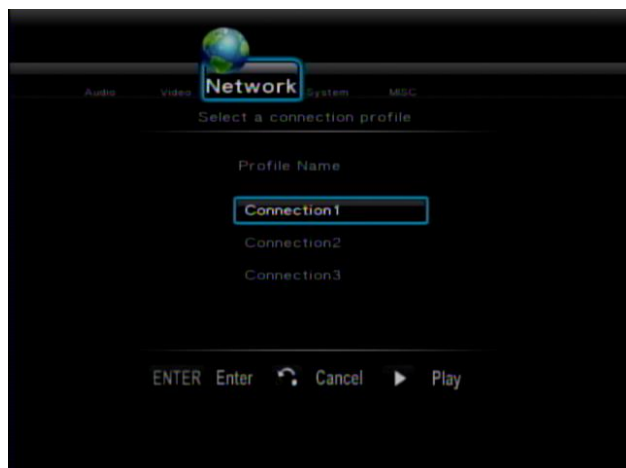 Audio Video Network System MISC
Select a connection profile
Profile Name
Connection1
Connection2
Connection3
ENTER Enter Cancel Play